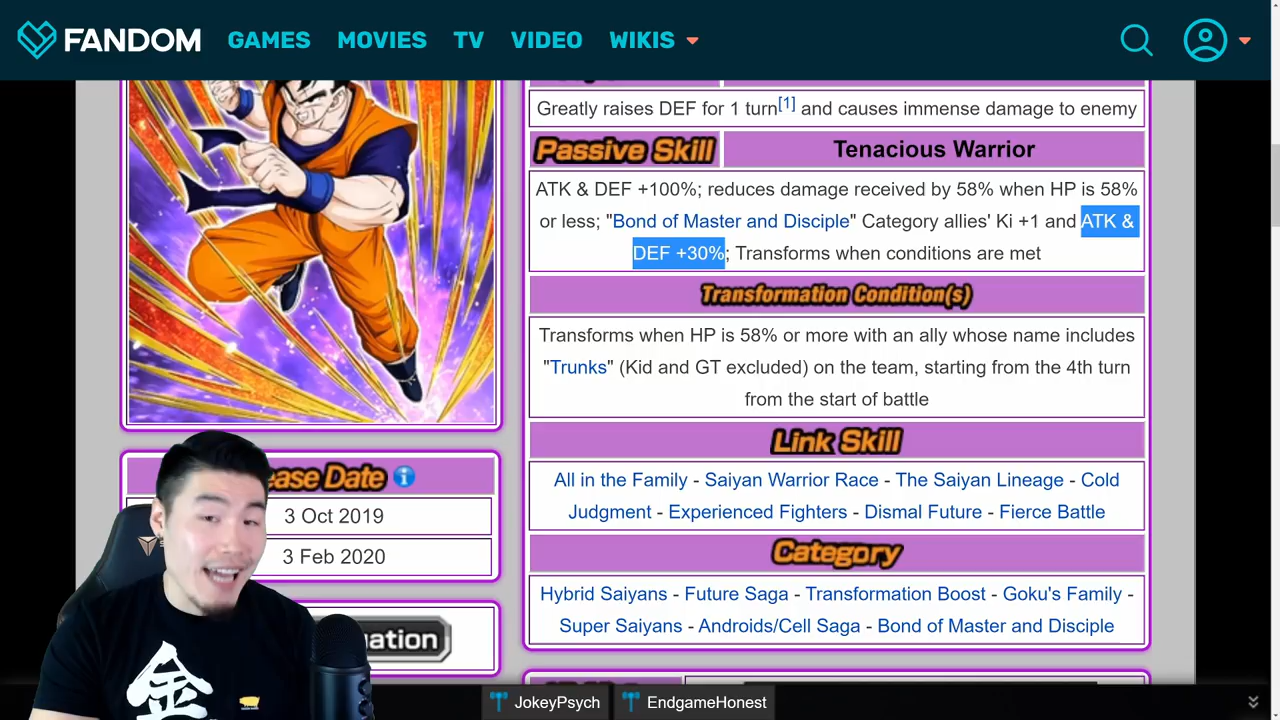 FANDOM GAMES MOVIES TV VIDEO WIKIS
Greatly raises DEF for 1 turn[1] and causes immense damage to enemy
Passive Skill
Tenacious Warrior
ATK & DEF +100%; reduces damage received by 58% when HP is 58%
or less; "Bond of Master and Disciple" Category allies' Ki +1 and ATK &
DEF +30%; Transforms when conditions are met
Transformation Condition(s)
Transforms when HP is 58% or more with an ally whose name includes
"Trunks" (Kid and GT excluded) on the team, starting from the 4th turn
from the start of battle
Link Skill
All in the Family - Saiyan Warrior Race - The Saiyan Lineage - Cold
Judgment - Experienced Fighters - Dismal Future - Fierce Battle
Category
Hybrid Saiyans - Future Saga - Transformation Boost - Goku's Family -
Super Saiyans - Androids/Cell Saga - Bond of Master and Disciple
ease Date
3 Oct 2019
3 Feb 2020
ation
金
JokeyPsych
EndgameHonest